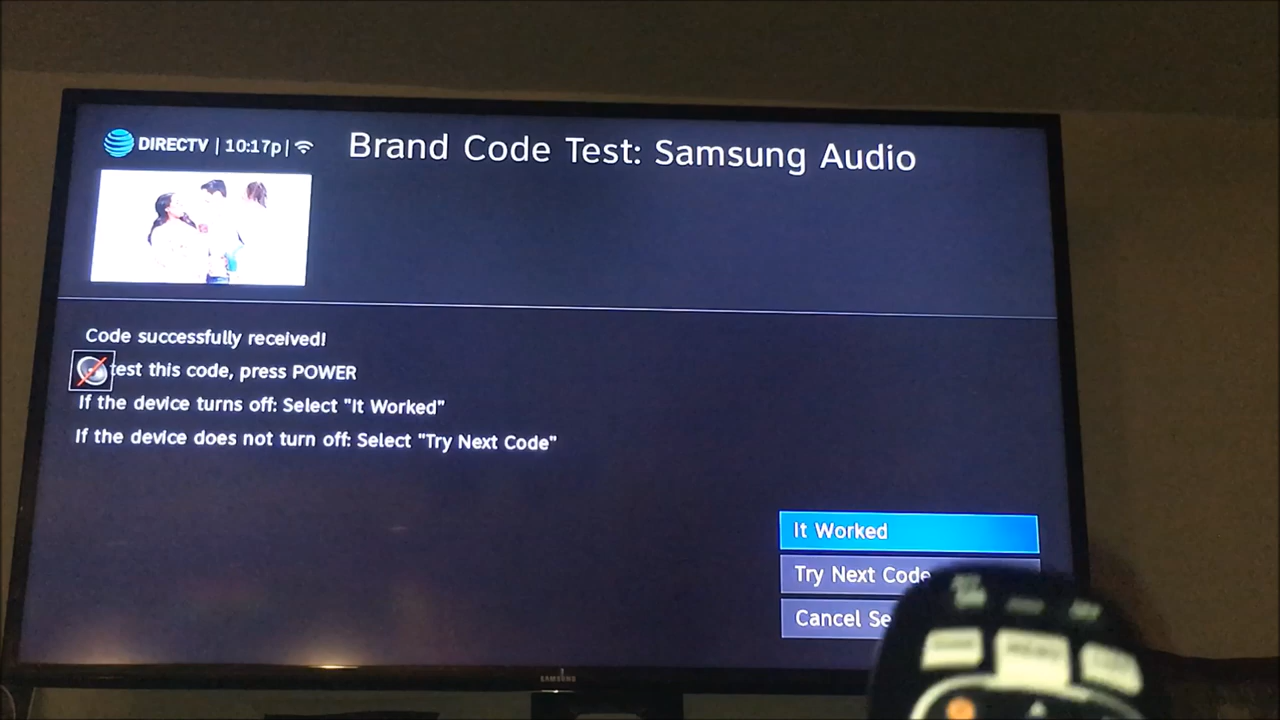 DIRECTV | 10:17p |
Brand Code Test: Samsung Audio
Code successfully received!
test this code, press POWER
If the device turns off: Select "It Worked"
If the device does not turn off: Select "Try Next Code"
It Worked
Try Next Code
Cancel Se
SAMSUNG